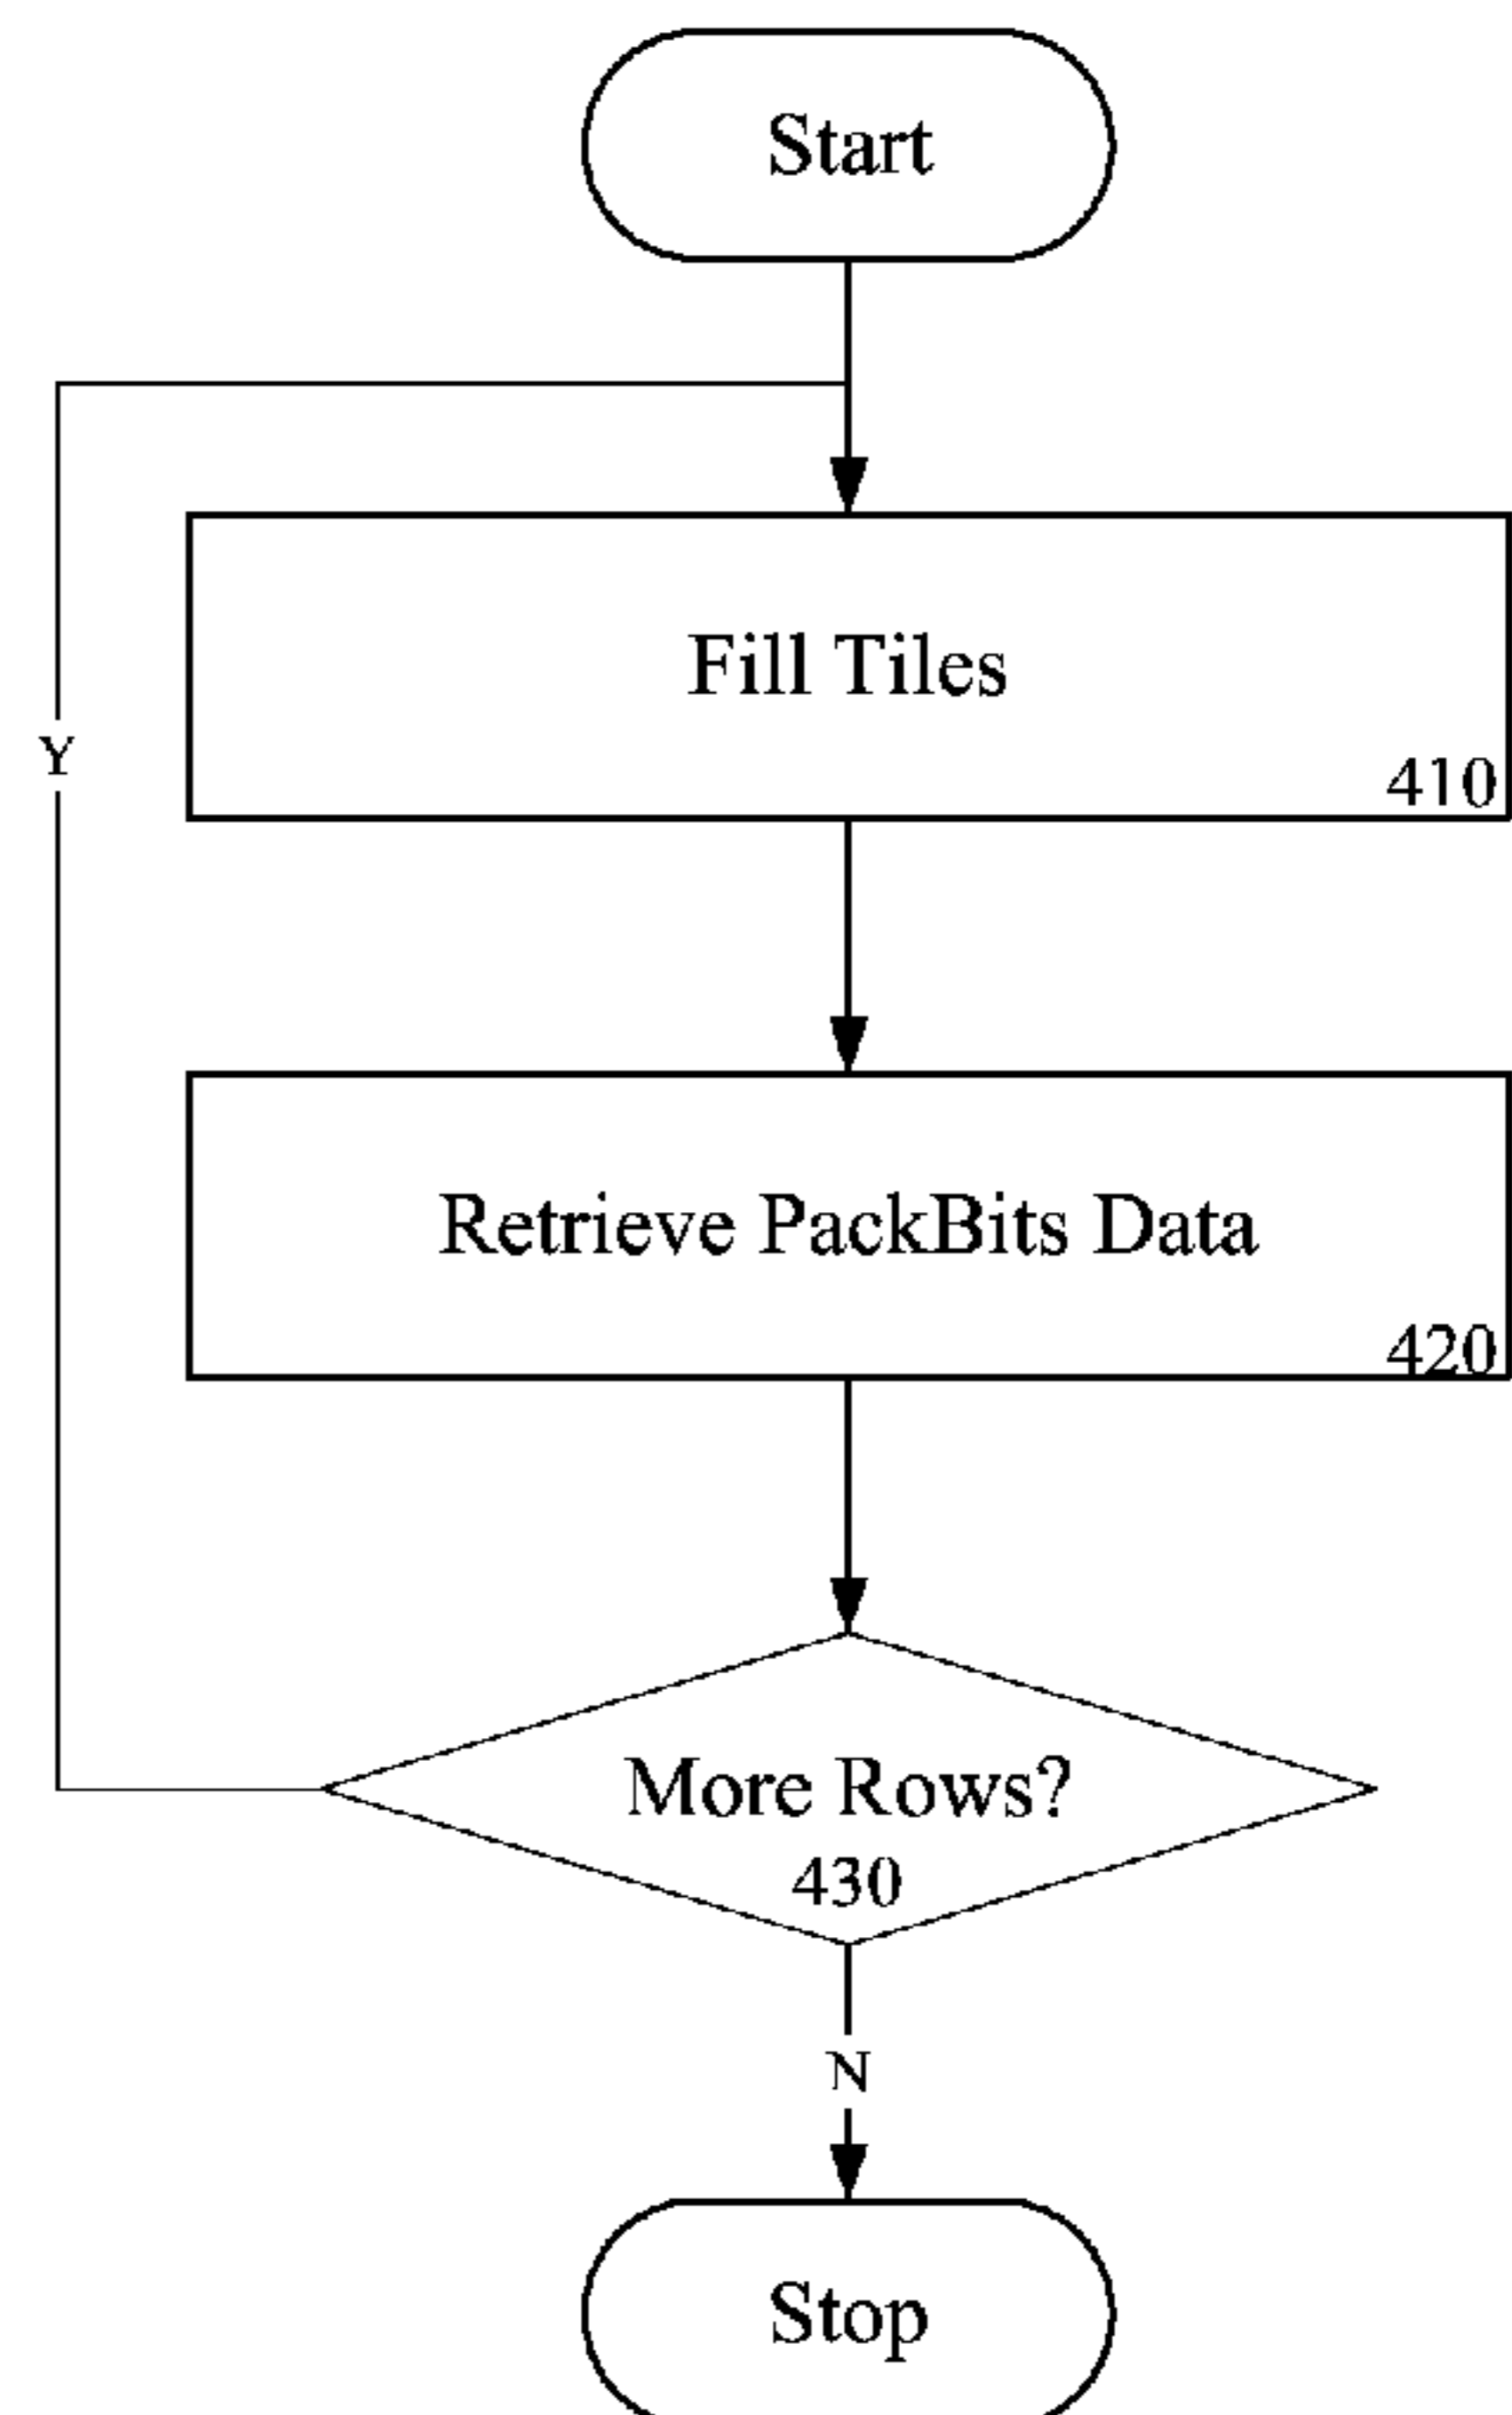 Start
Fill Tiles
Y
410
Retrieve PackBits Data
420
More Rows?
430
N
Stop